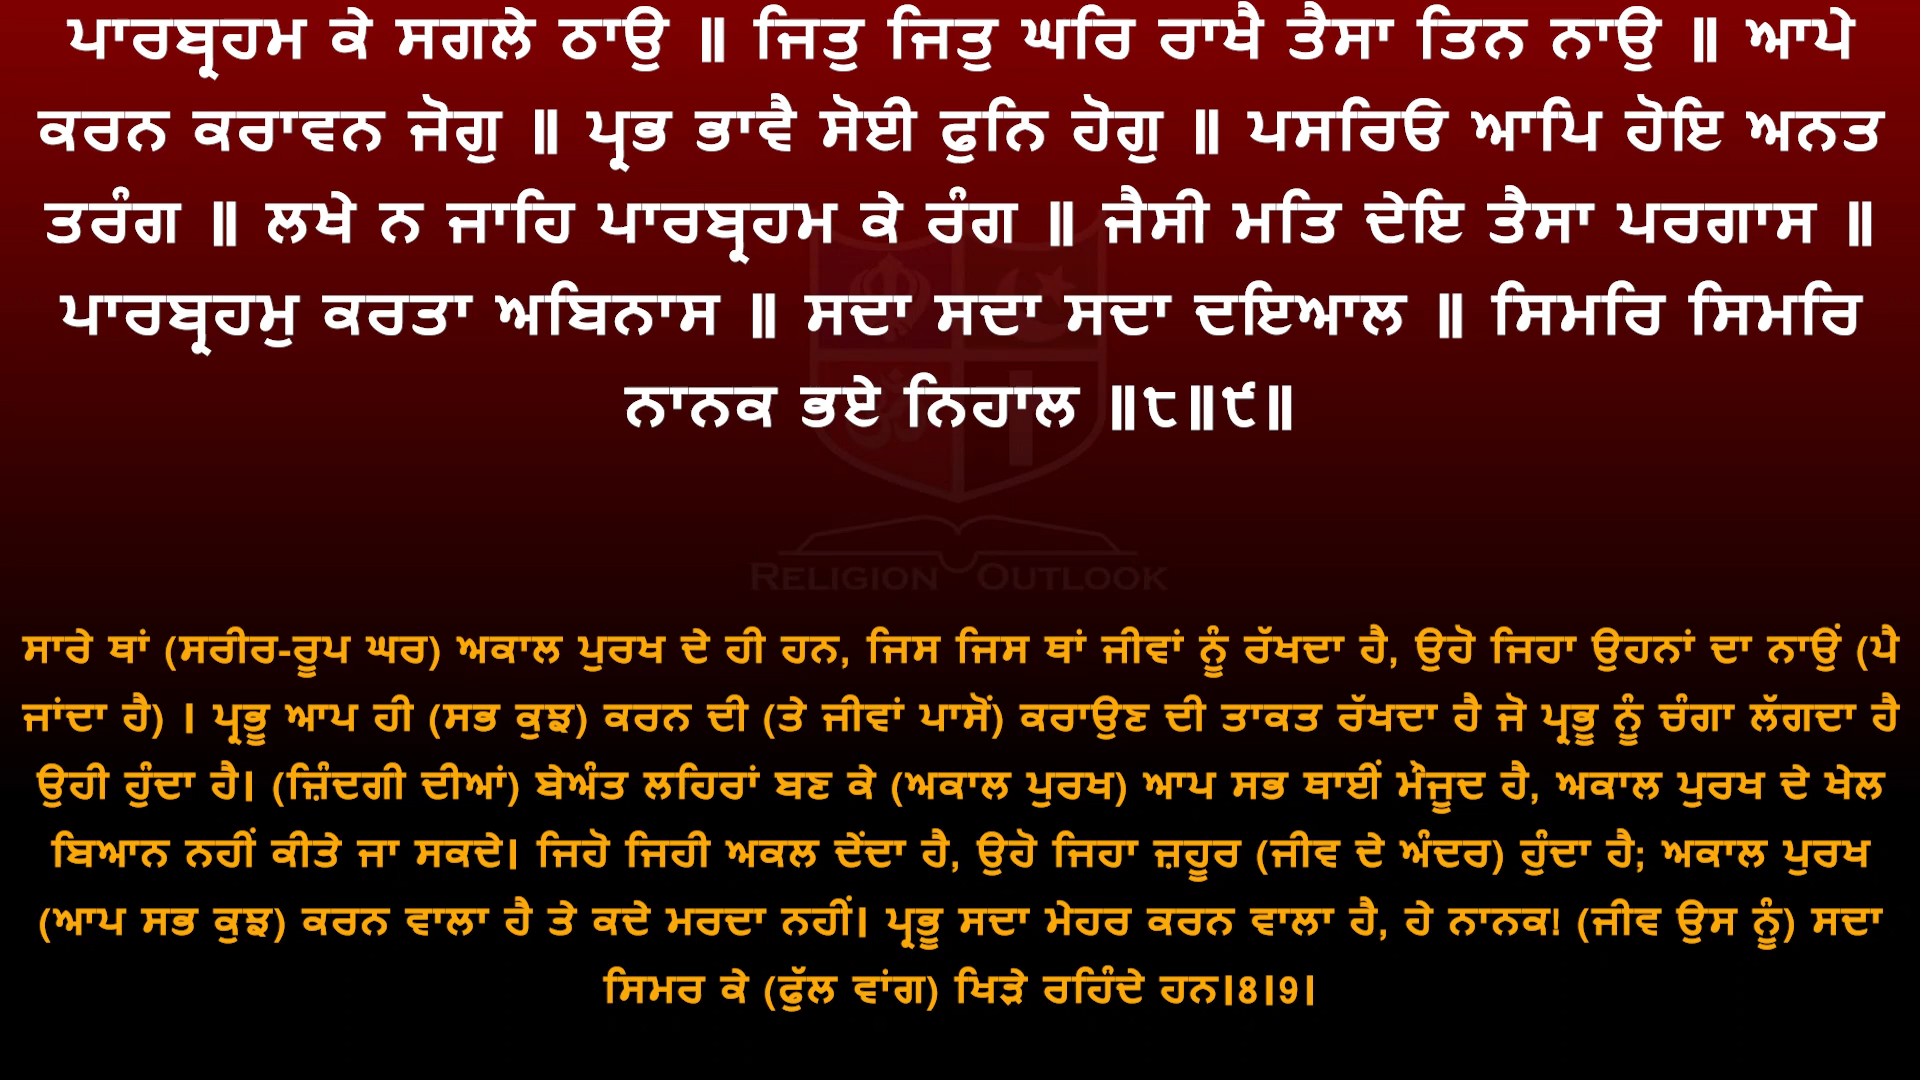 ਪਾਰਬ੍ਰਹਮ ਕੇ ਸਗਲੇ ਠਾਉ ॥ ਜਿਤੁ ਜਿਤੁ ਘਰਿ ਰਾਖੈ ਤੈਸਾ ਤਿਨ ਨਾਉ ॥ ਆਪੇ
ਕਰਨ ਕਰਾਵਨ ਜੋਗੁ ॥ ਪ੍ਰਭ ਭਾਵੈ ਸੋਈ ਫੁਨਿ ਹੋਗੁ ॥ ਪਸਰਿਓ ਆਪਿ ਹੋਇ ਅਨਤ
ਤਰੰਗ ॥ ਲਖੇ ਨ ਜਾਹਿ ਪਾਰਬ੍ਰਹਮ ਕੇ ਰੰਗ ॥ ਜੈਸੀ ਮਤਿ ਦੇਇ ਤੈਸਾ ਪਰਗਾਸ ॥
ਪਾਰਬ੍ਰਹਮੁ ਕਰਤਾ ਅਬਿਨਾਸ ॥ ਸਦਾ ਸਦਾ ਸਦਾ ਦਇਆਲ ॥ ਸਿਮਰਿ ਸਿਮਰਿ
ਨਾਨਕ ਭਏ ਨਿਹਾਲ ॥੮॥੯॥
RELIGION OUTLOOK
ਸਾਰੇ ਥਾਂ (ਸਰੀਰ-ਰੂਪ ਘਰ) ਅਕਾਲ ਪੁਰਖ ਦੇ ਹੀ ਹਨ, ਜਿਸ ਜਿਸ ਥਾਂ ਜੀਵਾਂ ਨੂੰ ਰੱਖਦਾ ਹੈ, ਉਹੋ ਜਿਹਾ ਉਹਨਾਂ ਦਾ ਨਾਉਂ (ਪੈ
ਜਾਂਦਾ ਹੈ) । ਪ੍ਰਭੂ ਆਪ ਹੀ (ਸਭ ਕੁਝ) ਕਰਨ ਦੀ (ਤੇ ਜੀਵਾਂ ਪਾਸੋਂ) ਕਰਾਉਣ ਦੀ ਤਾਕਤ ਰੱਖਦਾ ਹੈ ਜੋ ਪ੍ਰਭੂ ਨੂੰ ਚੰਗਾ ਲੱਗਦਾ ਹੈ
ਉਹੀ ਹੁੰਦਾ ਹੈ। (ਜ਼ਿੰਦਗੀ ਦੀਆਂ) ਬੇਅੰਤ ਲਹਿਰਾਂ ਬਣ ਕੇ (ਅਕਾਲ ਪੁਰਖ) ਆਪ ਸਭ ਥਾਈਂ ਮੌਜੂਦ ਹੈ, ਅਕਾਲ ਪੁਰਖ ਦੇ ਖੇਲ
ਬਿਆਨ ਨਹੀਂ ਕੀਤੇ ਜਾ ਸਕਦੇ। ਜਿਹੋ ਜਿਹੀ ਅਕਲ ਦੇਂਦਾ ਹੈ, ਉਹੋ ਜਿਹਾ ਜ਼ਹੂਰ (ਜੀਵ ਦੇ ਅੰਦਰ) ਹੁੰਦਾ ਹੈ; ਅਕਾਲ ਪੁਰਖ
(ਆਪ ਸਭ ਕੁਝ) ਕਰਨ ਵਾਲਾ ਹੈ ਤੇ ਕਦੇ ਮਰਦਾ ਨਹੀਂ। ਪ੍ਰਭੂ ਸਦਾ ਮੇਹਰ ਕਰਨ ਵਾਲਾ ਹੈ, ਹੇ ਨਾਨਕ! (ਜੀਵ ਉਸ ਨੂੰ) ਸਦਾ
ਸਿਮਰ ਕੇ (ਫੁੱਲ ਵਾਂਗ) ਖਿੜੇ ਰਹਿੰਦੇ ਹਨ।8।9।